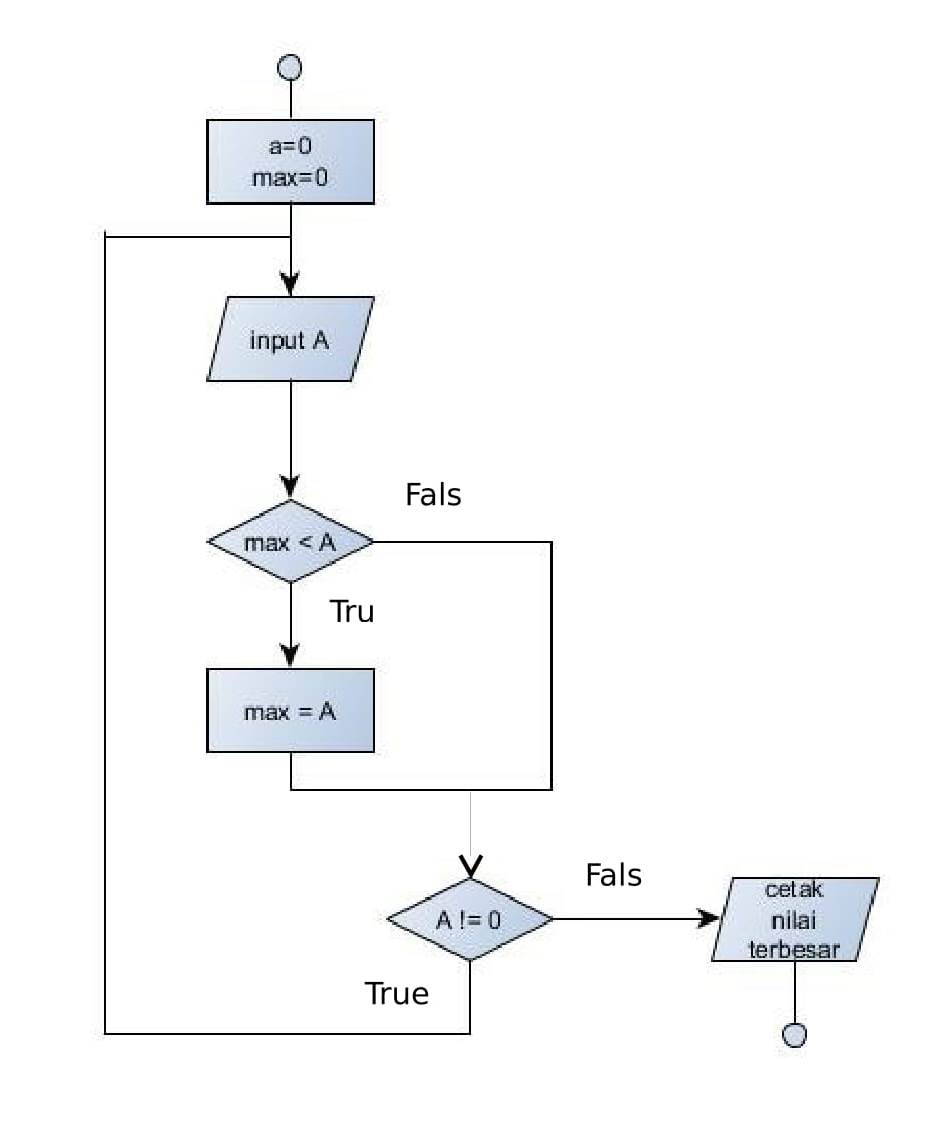 a=0
max=0
input A
Fals
max < A
Tru
max = A
Fals
cetak
nilai
terbesar
A != 0
True